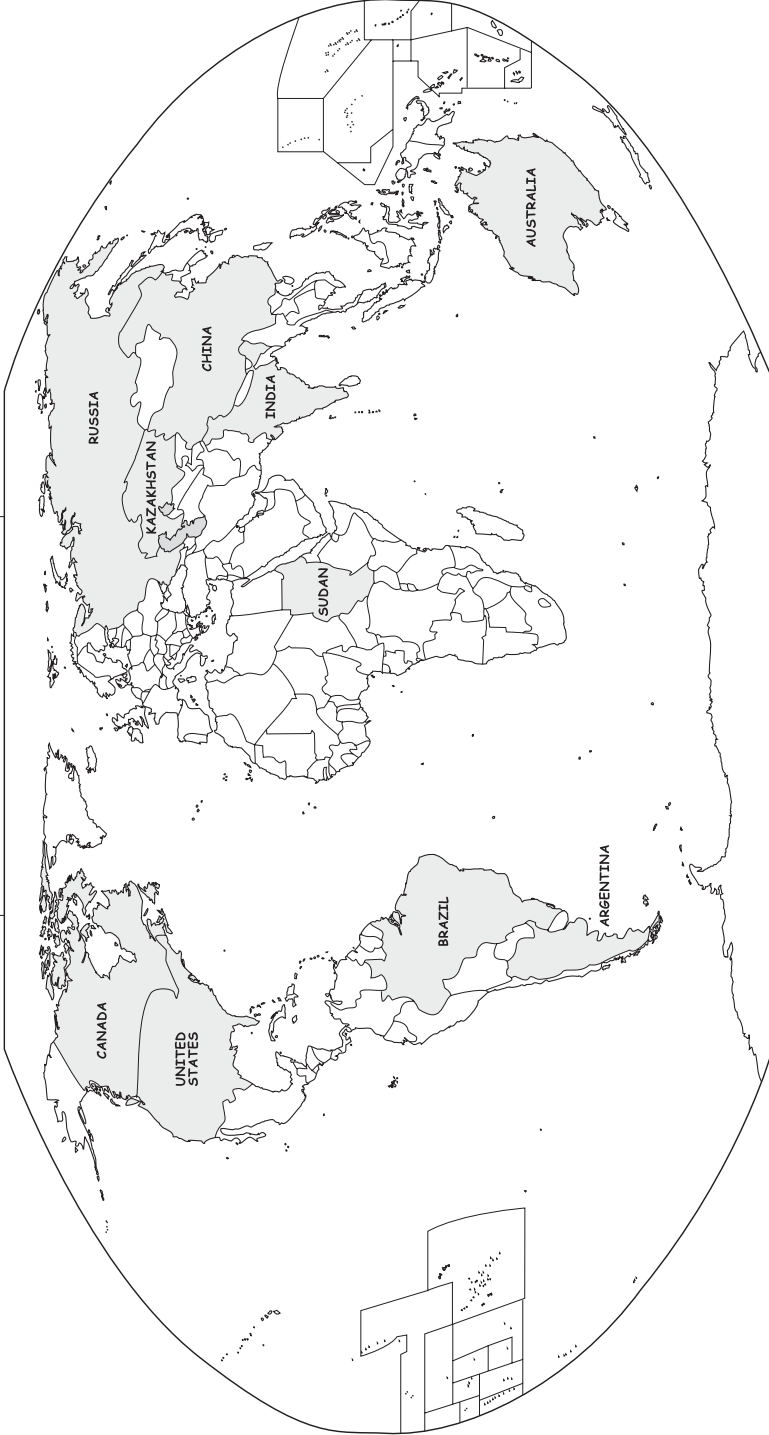 CANADA
UNITED
STATES
BRAZIL
ARGENTINA
SUDAN
RUSSIA
KAZAKHSTAN
CHINA
INDIA
AUSTRALIA